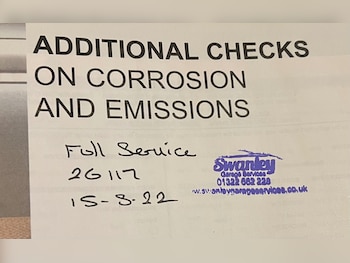 ADDITIONAL CHECKS
ON CORROSION
AND EMISSIONS
Full Service
26117
15-8-22
Swanley
Garage Services
01322 662 228
www.swanleygarageservices.co.uk